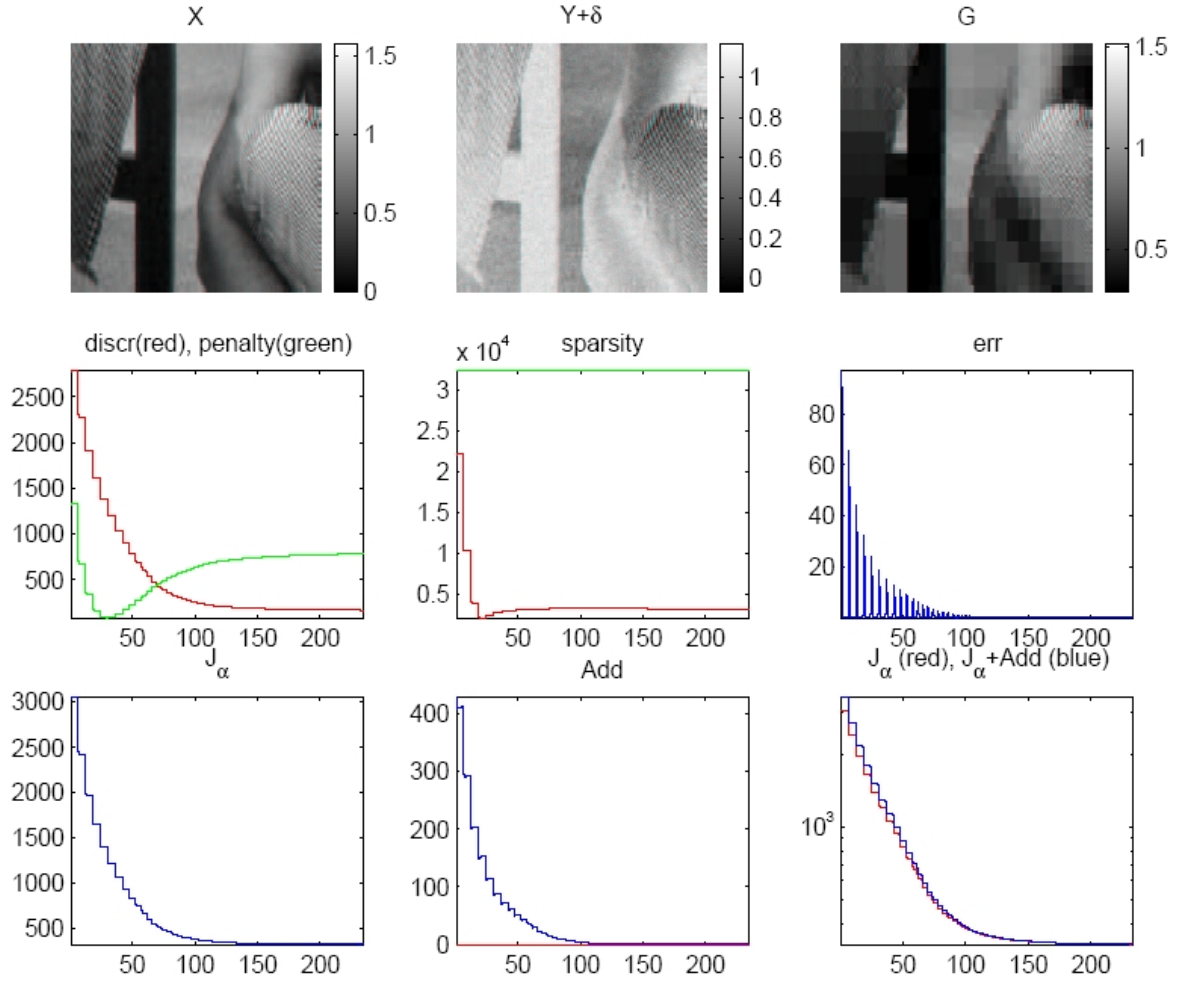 X
Y+δ
G
1.5
1
0.5
0
1
0.8
0.6
0.4
0.2
0
1.5
1
0.5
discr(red), penalty(green)
2500
2000
1500
1000
500
50 100 150 200
sparsity
x 10^4
3
2.5
2
1.5
1
0.5
50 100 150 200
err
80
60
40
20
50 100 150 200
J_α
3000
2500
2000
1500
1000
500
50 100 150 200
Add
400
300
200
100
0
50 100 150 200
J_α (red), J_α+Add (blue)
10^3
50 100 150 200